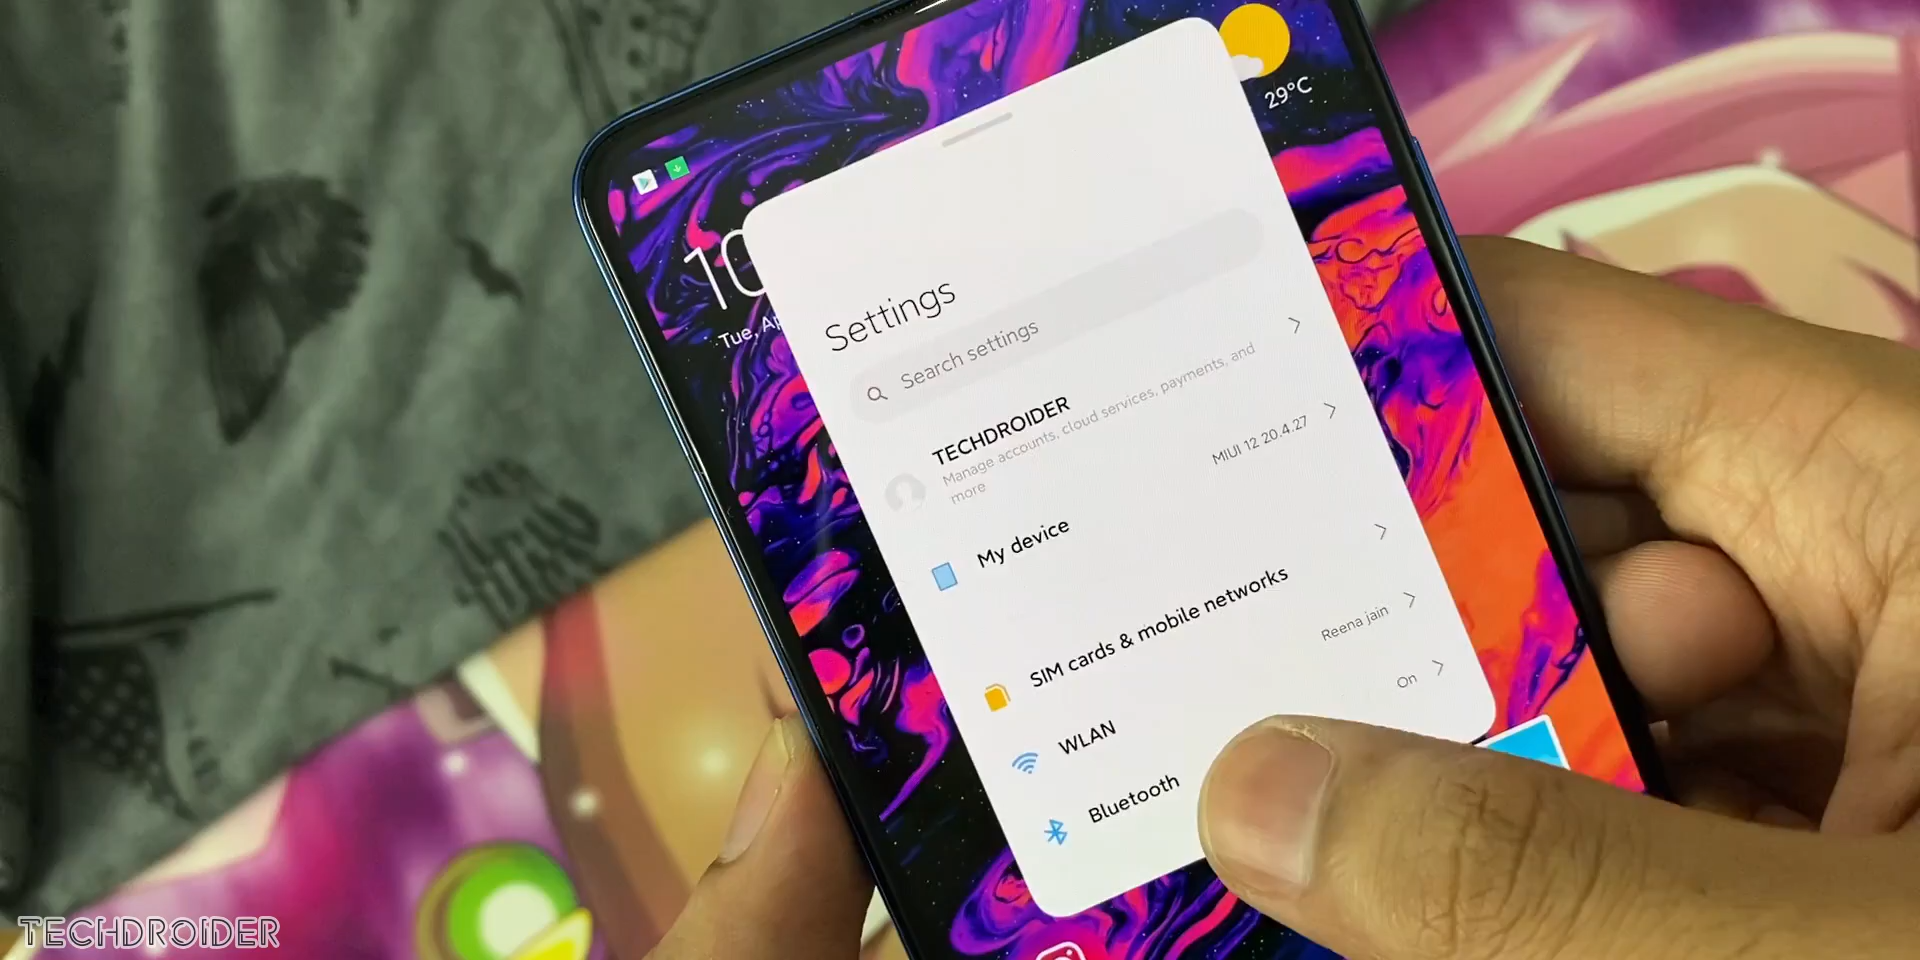 29°C
10
Tue, Ap
Settings
Search settings
TECHDROIDER
Manage accounts, cloud services, payments, and
more
My device
MIUI 12 20.4.27
SIM cards & mobile networks
WLAN
Reena jain
Bluetooth
On
TECHDROIDER